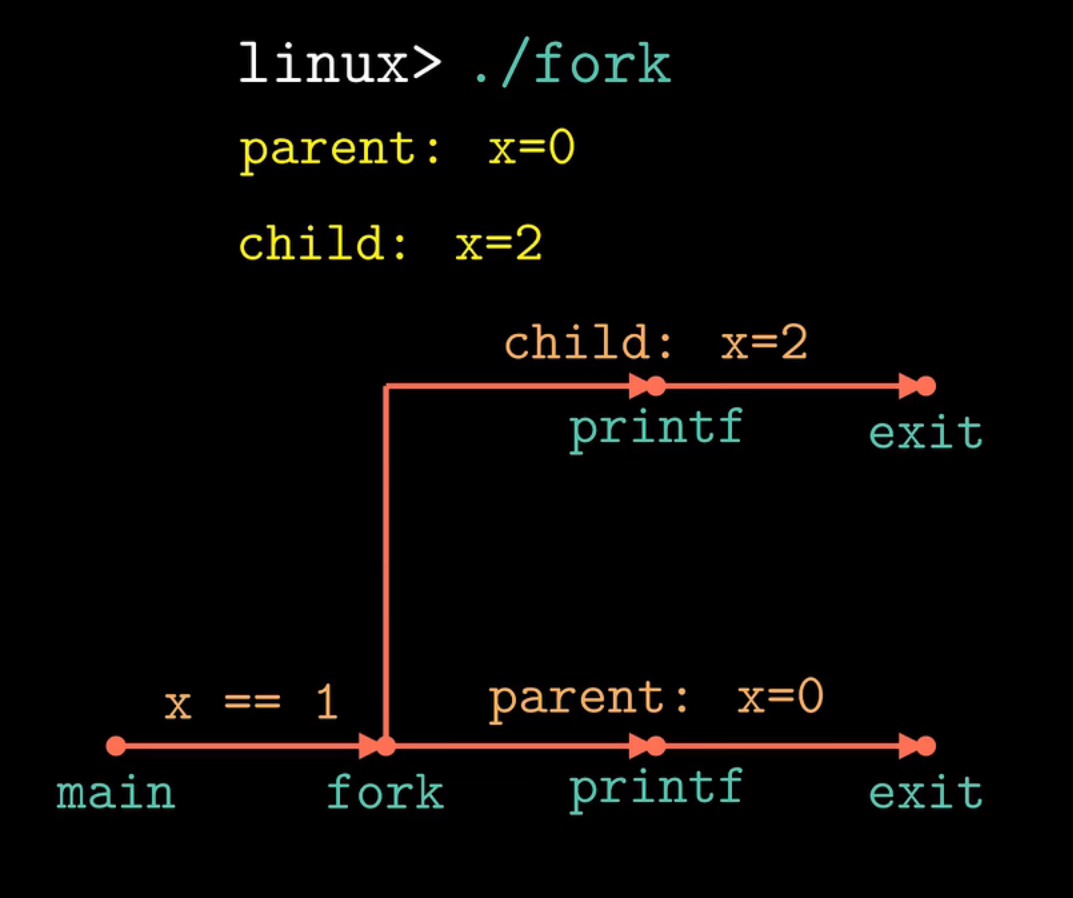 linux> ./fork
parent: x=0
child: x=2
child: x=2
printf
exit
x == 1
parent: x=0
main
fork
printf
exit